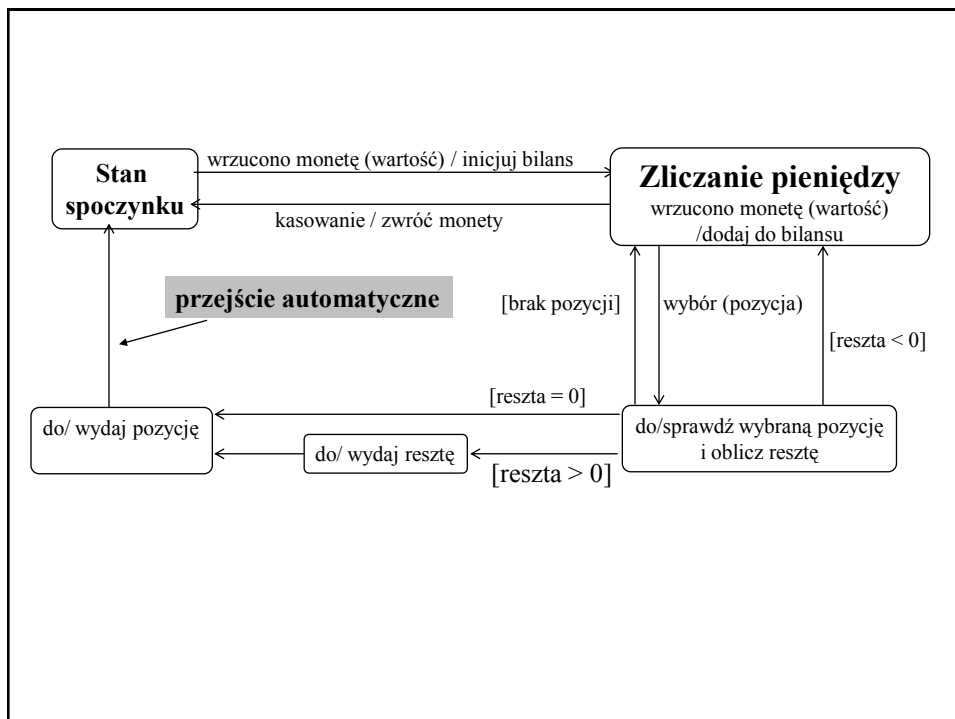 Stan
spoczynku
wrzucono monetę (wartość) / inicjuj bilans
kasowanie / zwróć monety
Zliczanie pieniędzy
wrzucono monetę (wartość)
/dodaj do bilansu
przejście automatyczne
[brak pozycji]
wybór (pozycja)
[reszta < 0]
[reszta = 0]
do/ wydaj pozycję
do/ wydaj resztę
[reszta > 0]
do/sprawdź wybraną pozycję
i oblicz resztę